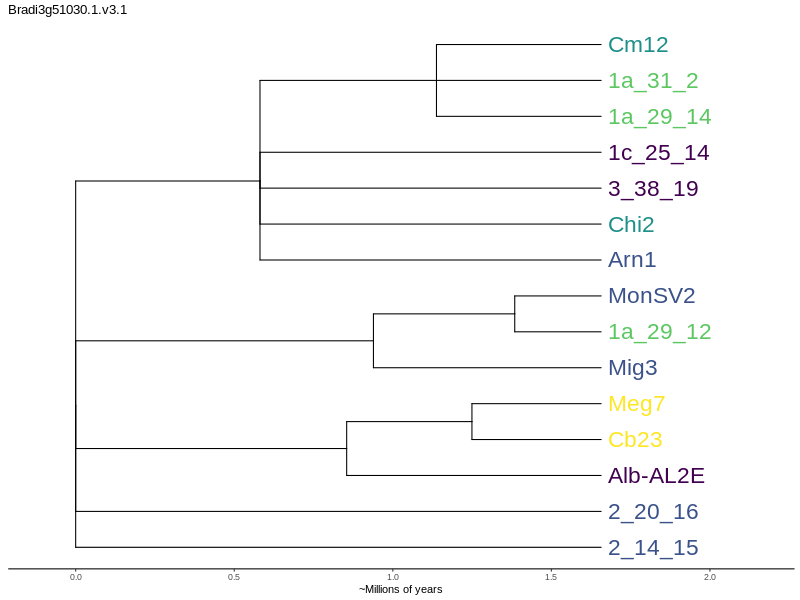 Bradi3g51030.1.v3.1
Cm12
1a_31_2
1a_29_14
1c_25_14
3_38_19
Chi2
Arn1
MonSV2
1a_29_12
Mig3
Meg7
Cb23
Alb-AL2E
2_20_16
2_14_15
0.0 0.5 1.0 1.5 2.0
~Millions of years